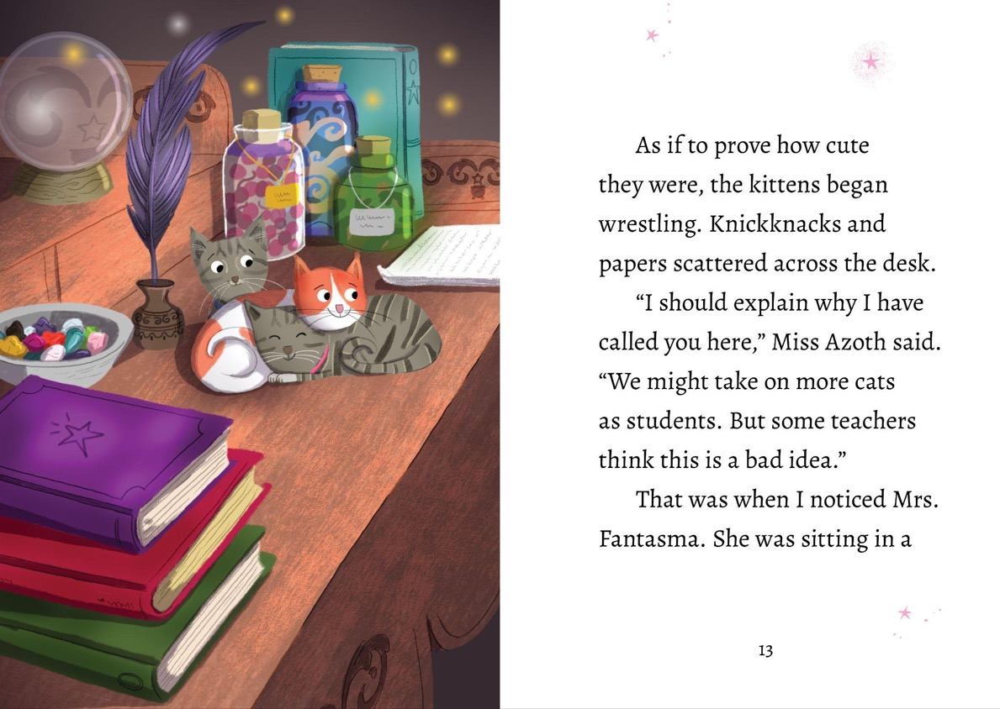 As if to prove how cute
they were, the kittens began
wrestling. Knickknacks and
papers scattered across the desk.
“I should explain why I have
called you here,” Miss Azoth said.
“We might take on more cats
as students. But some teachers
think this is a bad idea.”
That was when I noticed Mrs.
Fantasma. She was sitting in a
13